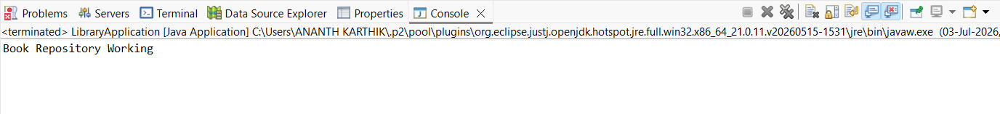 Problems Servers Terminal Data Source Explorer Properties Console
<terminated> LibraryApplication [Java Application] C:\Users\ANANTH KARTHIK\.p2\pool\plugins\org.eclipse.justj.openjdk.hotspot.jre.full.win32.x86_64_21.0.11.v20260515-1531\jre\bin\javaw.exe (03-Jul-2026,
Book Repository Working